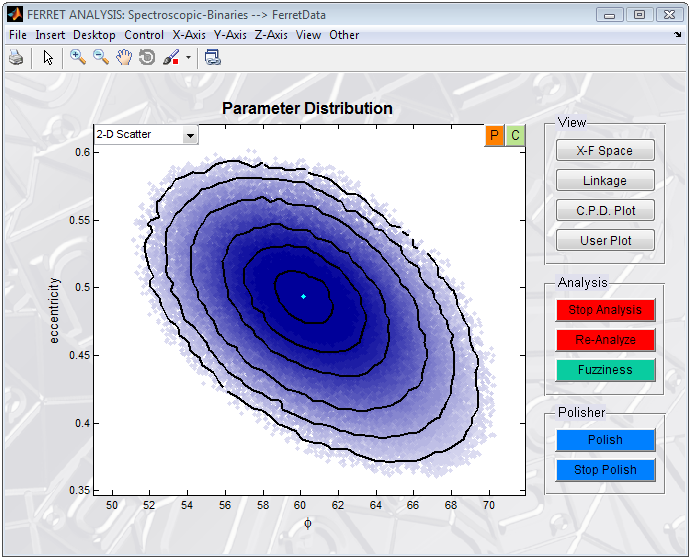 FERRET ANALYSIS: Spectroscopic-Binaries --> FerretData
File Insert Desktop Control X-Axis Y-Axis Z-Axis View Other
Parameter Distribution
2-D Scatter
P C
0.6
0.55
0.5
0.45
0.4
0.35
eccentricity
50 52 54 56 58 60 62 64 66 68 70
ϕ
View
X-F Space
Linkage
C.P.D. Plot
User Plot
Analysis
Stop Analysis
Re-Analyze
Fuzziness
Polisher
Polish
Stop Polish